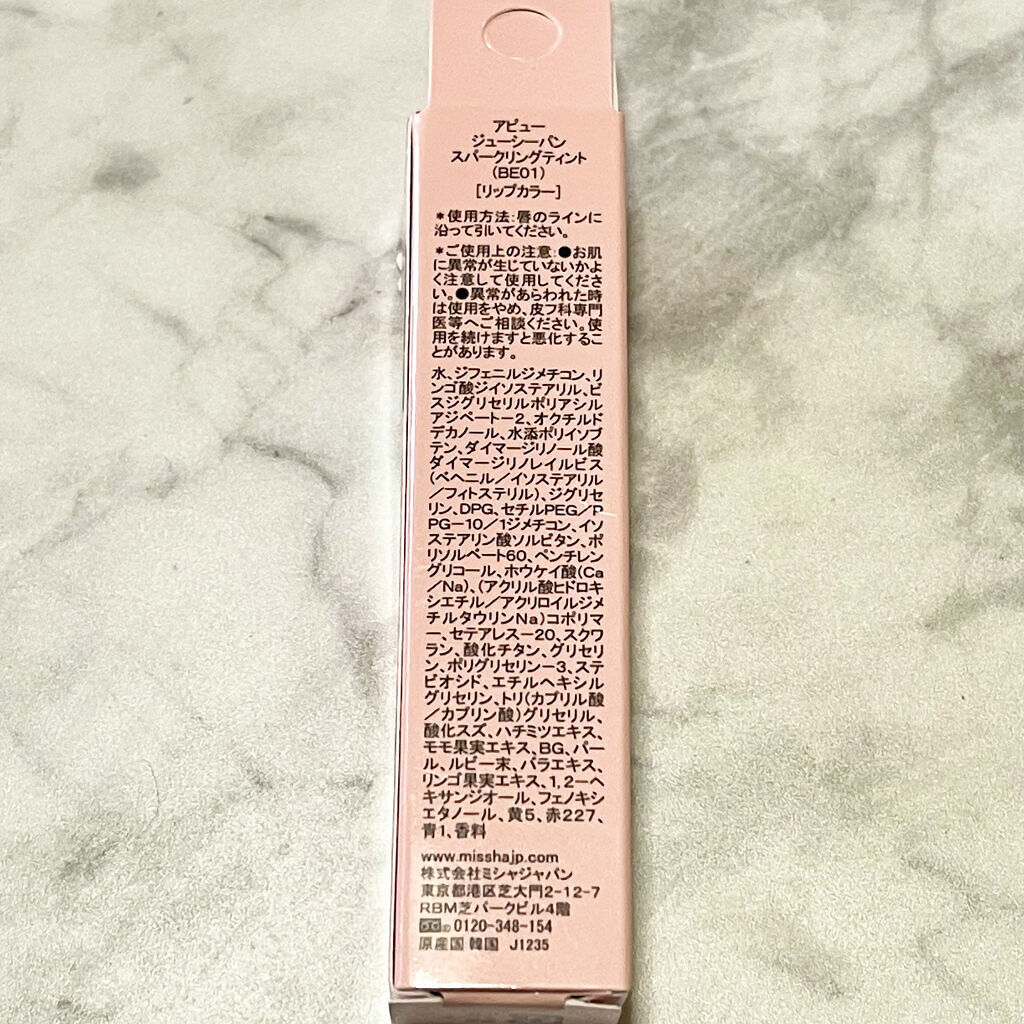 アピュー
ジューシーパン
スパークリングティント
(BE01)
[リップカラー]
＊使用方法:唇のラインに
沿って引いてください。
＊ご使用上の注意:●お肌
に異常が生じていないかよ
く注意して使用してくださ
い。●異常があらわれた時
は使用をやめ、皮フ科専門
医等へご相談ください。使
用を続けますと悪化するこ
とがあります。
水、ジフェニルジメチコン、リ
ンゴ酸ジイソステアリル、ビ
スジグリセリルポリアシル
アジペート-2、オクチルド
デカノール、水添ポリイソブ
テン、ダイマージリノール酸
ダイマージリノレイルビス
(ベヘニル／イソステアリル
／フィトステリル)、ジグリセ
リン、DPG、セチルPEG／P
PG-10／1ジメチコン、イソ
ステアリン酸ソルビタン、ポ
リソルベート60、ペンチレン
グリコール、ホウケイ酸(Ca
／Na)、(アクリル酸ヒドロキ
シエチル／アクリロイルジメ
チルタウリンNa)コポリマ
ー、セテアレス-20、スクワ
ラン、酸化チタン、グリセリ
ン、ポリグリセリン-3、ステ
ビオシド、エチルヘキシル
グリセリン、トリ(カプリル酸
／カプリン酸)グリセリル、
酸化スズ、ハチミツエキス、
モモ果実エキス、BG、パー
ル、ルビー末、バラエキス、
リンゴ果実エキス、1,2-ヘ
キサンジオール、フェノキシ
エタノール、黄5、赤227、
青1、香料
www.misshajp.com
株式会社ミシャジャパン
東京都港区芝大門2-12-7
RBM芝パークビル4階
0120-348-154
原産国 韓国 J1235